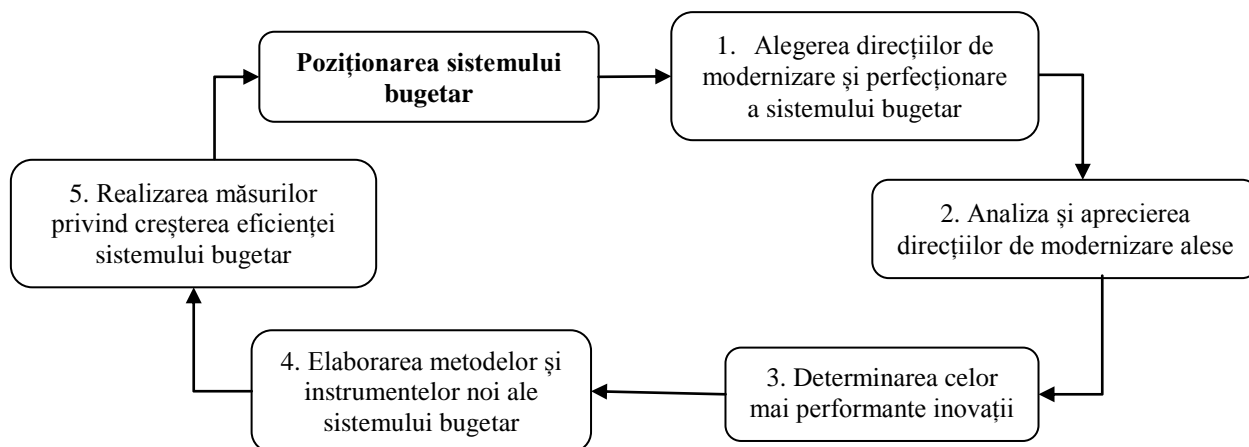 Poziționarea sistemului
bugetar
1. Alegerea direcțiilor de
modernizare și perfecționare
a sistemului bugetar
2. Analiza și aprecierea
direcțiilor de modernizare alese
3. Determinarea celor
mai performante inovații
4. Elaborarea metodelor și
instrumentelor noi ale
sistemului bugetar
5. Realizarea măsurilor
privind creșterea eficienței
sistemului bugetar